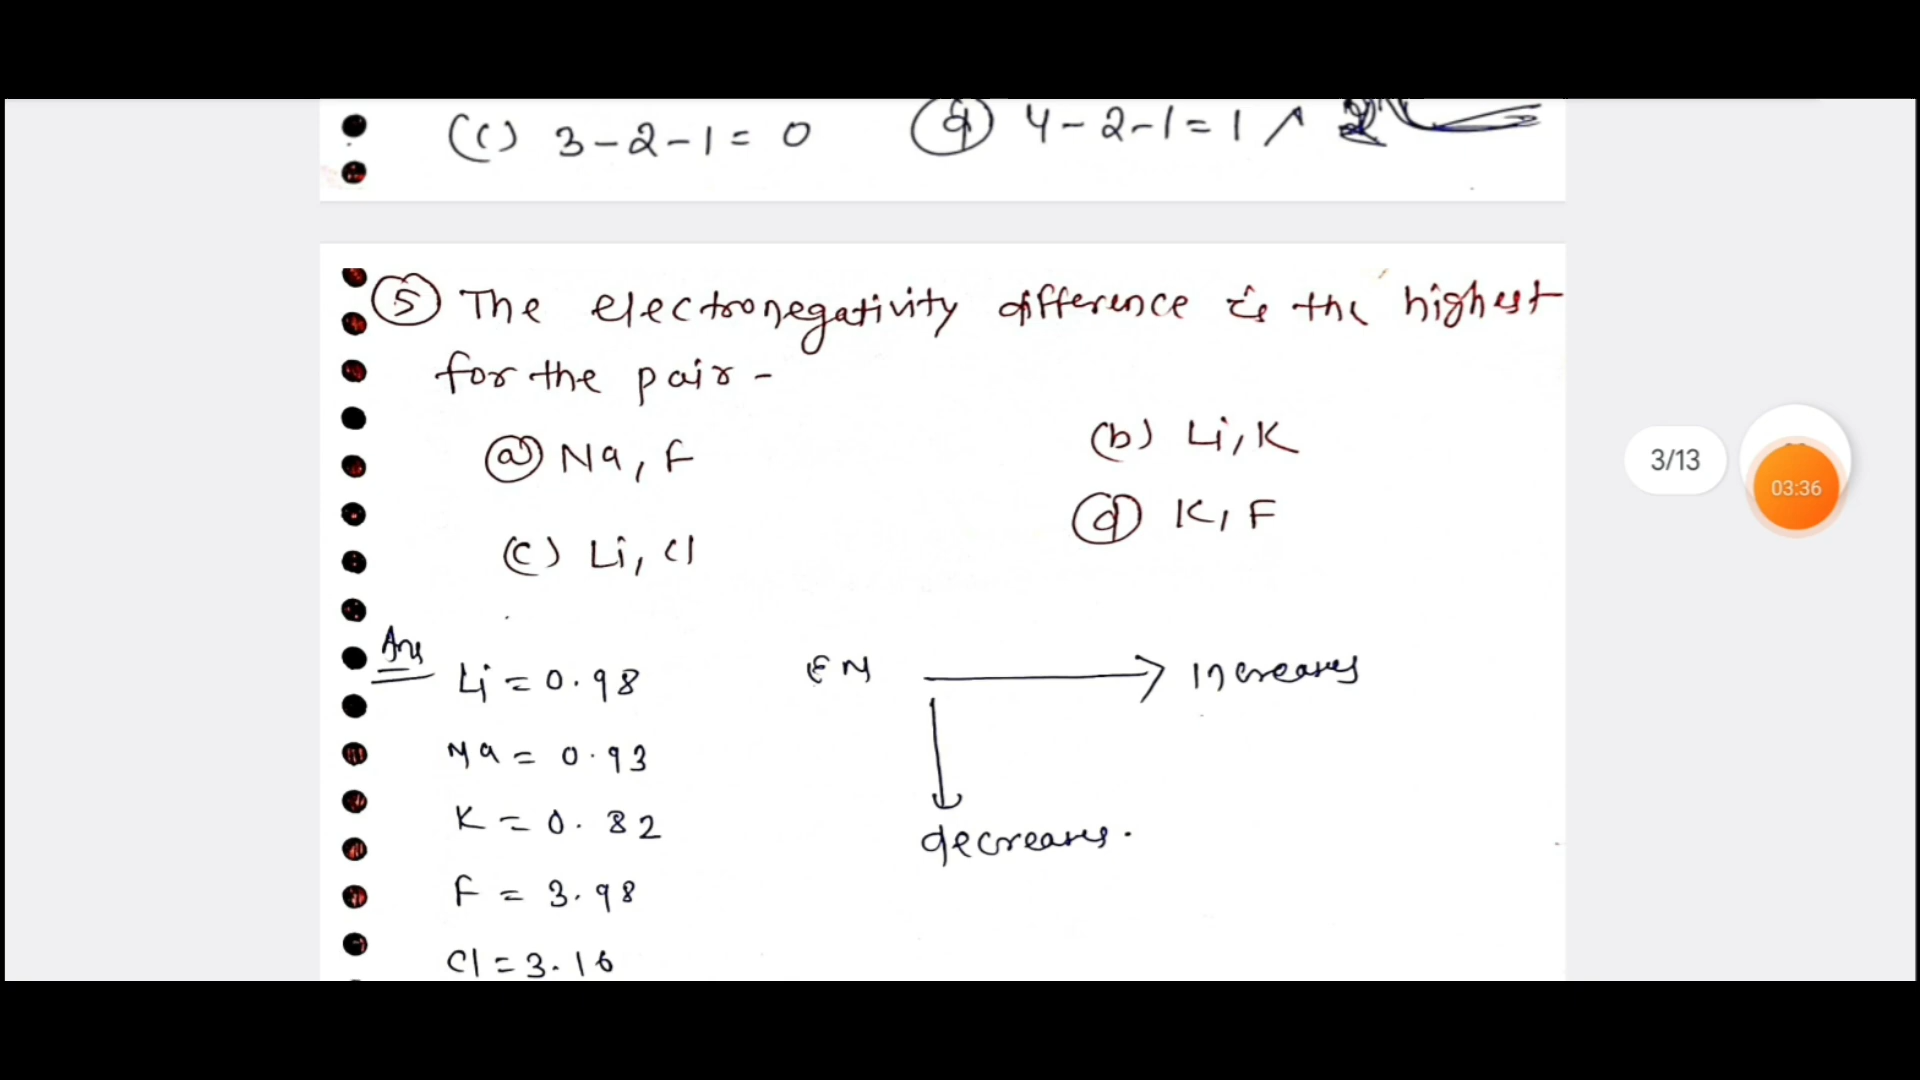 (c) 3-2-1 = 0
(d) 4-2-1 = 1
(5) The electronegativity difference is the highest
for the pair -
(a) Na, F
(b) Li, K
(c) Li, Cl
(d) K, F
3/13
03:36
Ans
Li = 0.98
EN → increases
Na = 0.93
K = 0.82
decreases.
F = 3.98
Cl = 3.16